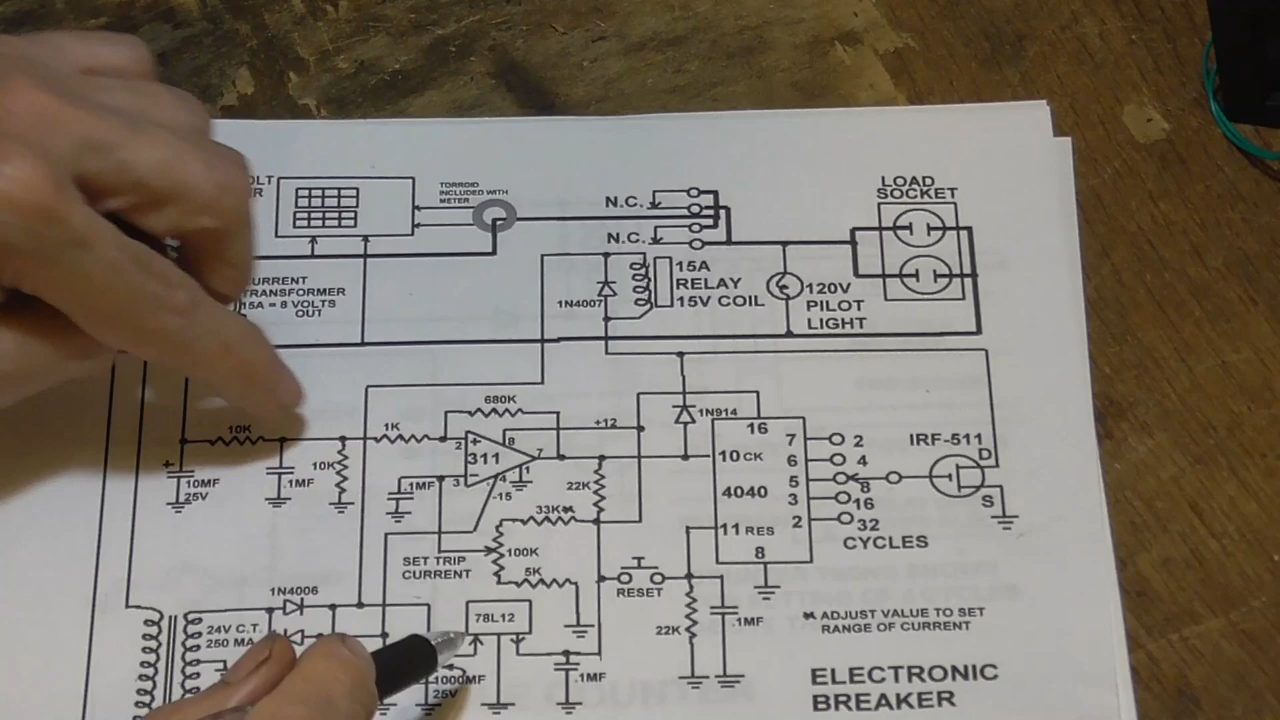 OLT
R
TORROID
INCLUDED WITH
METER
N.C.
N.C.
LOAD
SOCKET
URRENT
TRANSFORMER
15A = 8 VOLTS
OUT
15A
RELAY
15V COIL
1N4007
120V
PILOT
LIGHT
680K
10K
1K
+12
1N914
16
2
+
8
311
7
-
3
4
1
-15
10 CK
4040
11 RES
8
7
6
5
3
2
2
4
8
16
32
CYCLES
IRF-511
D
S
+
10MF
25V
.1MF
10K
.1MF
22K
33K*
100K
5K
SET TRIP
CURRENT
RESET
1N4006
24V C.T.
250 MA
78L12
1000MF
25V
.1MF
22K
.1MF
* ADJUST VALUE TO SET
RANGE OF CURRENT
ELECTRONIC
BREAKER